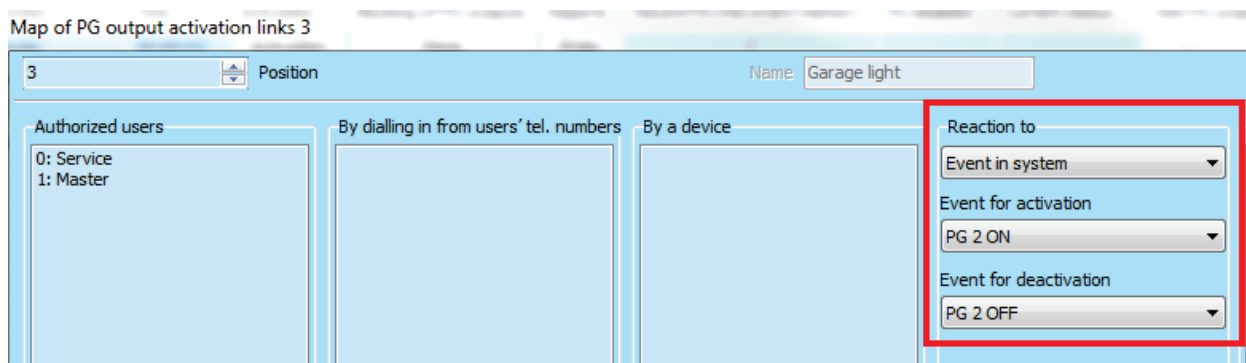 Map of PG output activation links 3
3 Position Name Garage light
Authorized users By dialling in from users' tel. numbers By a device Reaction to
0: Service Event in system
1: Master
Event for activation
PG 2 ON
Event for deactivation
PG 2 OFF